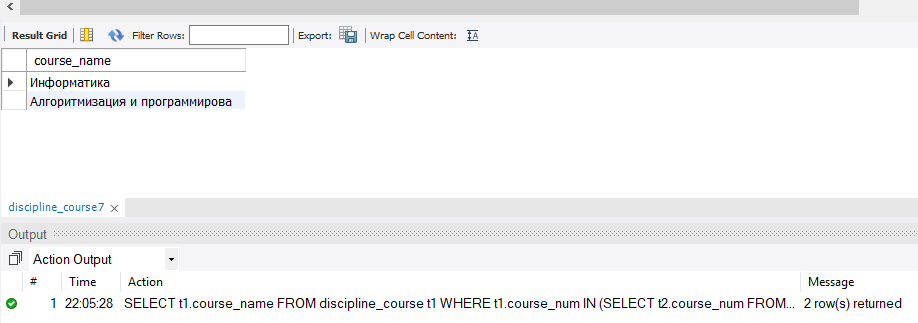 Result Grid Filter Rows: Export: Wrap Cell Content:
course_name
Информатика
Алгоритмизация и программирова
discipline_course7
Output
Action Output
# Time Action Message
1 22:05:28 SELECT t1.course_name FROM discipline_course t1 WHERE t1.course_num IN (SELECT t2.course_num FROM... 2 row(s) returned